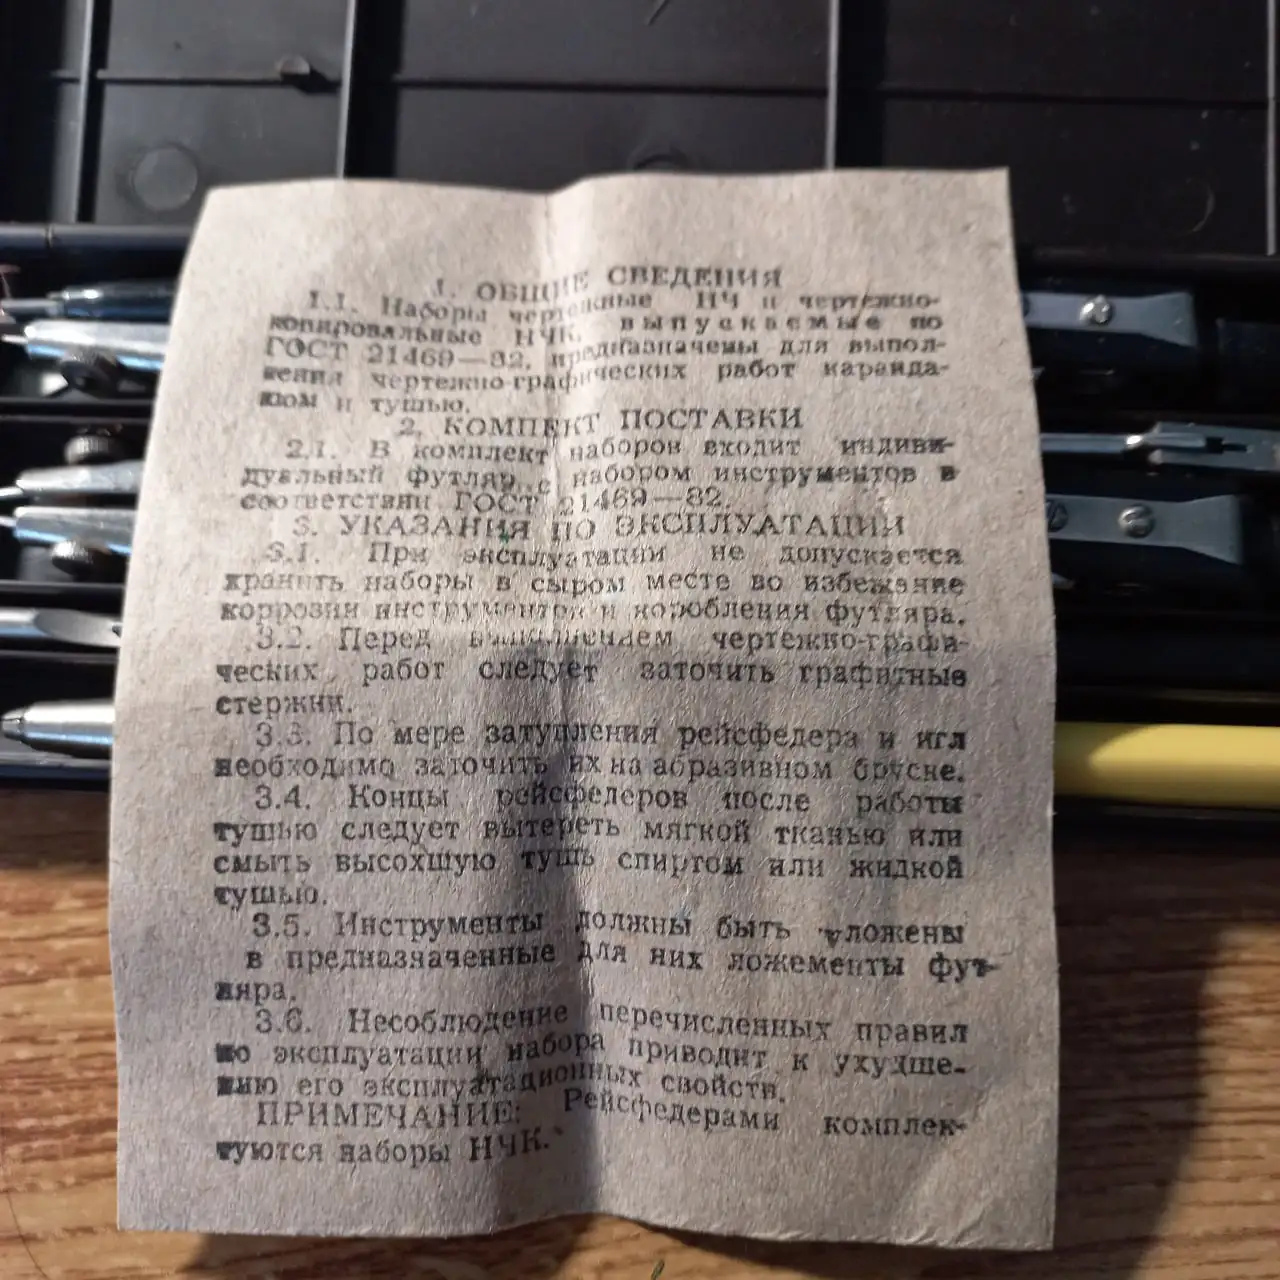 1. ОБЩИЕ СВЕДЕНИЯ
1.1. Наборы чертежные НЧ и чертежно-
копировальные НЧК, выпускаемые по
ГОСТ 21469—82, предназначены для выпол-
нения чертежно-графических работ каранда-
шом и тушью.
2. КОМПЕКТ ПОСТАВКИ
2.1. В комплект наборов входит индиви-
дуальный футляр с набором инструментов в
соответствии ГОСТ 21469—82.
3. УКАЗАНИЯ ПО ЭКСПЛУАТАЦИИ
3.1. При эксплуатации не допускается
хранить наборы в сыром месте во избежание
коррозии инструментов и коробления футляра.
3.2. Перед выполнением чертежно-графи-
ческих работ следует заточить графитные
стержни.
3.3. По мере затупления рейсфедера и игл
необходимо заточить их на абразивном бруске.
3.4. Концы рейсфедеров после работы
тушью следует вытереть мягкой тканью или
смыть высохшую тушь спиртом или жидкой
тушью.
3.5. Инструменты должны быть уложены
в предназначенные для них ложементы фут-
ляра.
3.6. Несоблюдение перечисленных правил
по эксплуатации набора приводит к ухудше-
нию его эксплуатационных свойств.
ПРИМЕЧАНИЕ: Рейсфедерами комплек-
туются наборы НЧК.